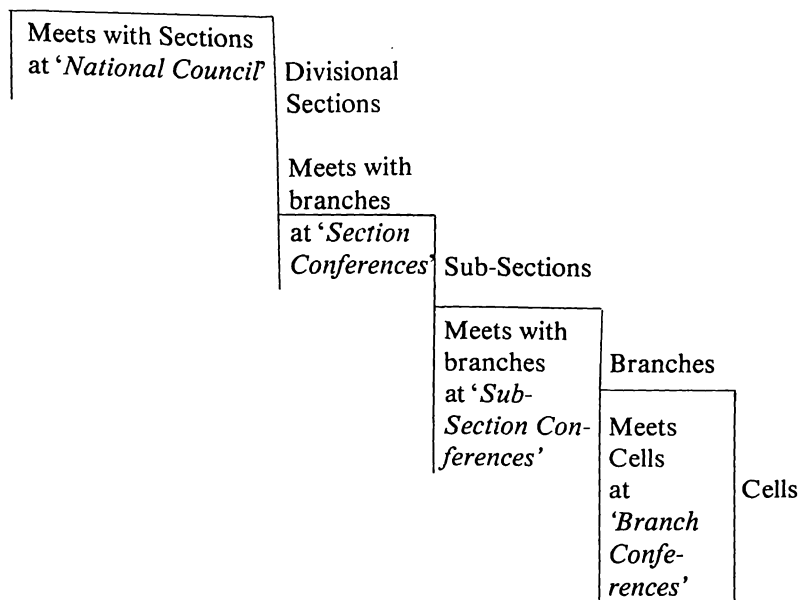 Meets with Sections
at ‘National Council’
Divisional
Sections
Meets with
branches
at ‘Section
Conferences’
Sub-Sections
Meets with
branches
at ‘Sub-
Section Con-
ferences’
Branches
Meets
Cells
at
‘Branch
Confe-
rences’
Cells